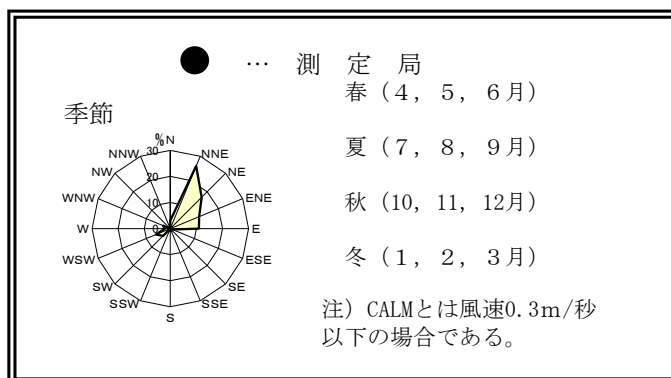 ● … 測 定 局
春（４，５，６月）
季節
夏（７，８，９月）
秋（10，11，12月）
冬（１，２，３月）
注）CALMとは風速0.3m/秒
以下の場合である。
%
N
NNE
NE
ENE
E
ESE
SE
SSE
S
SSW
SW
WSW
W
WNW
NW
NNW
30
20
10
0